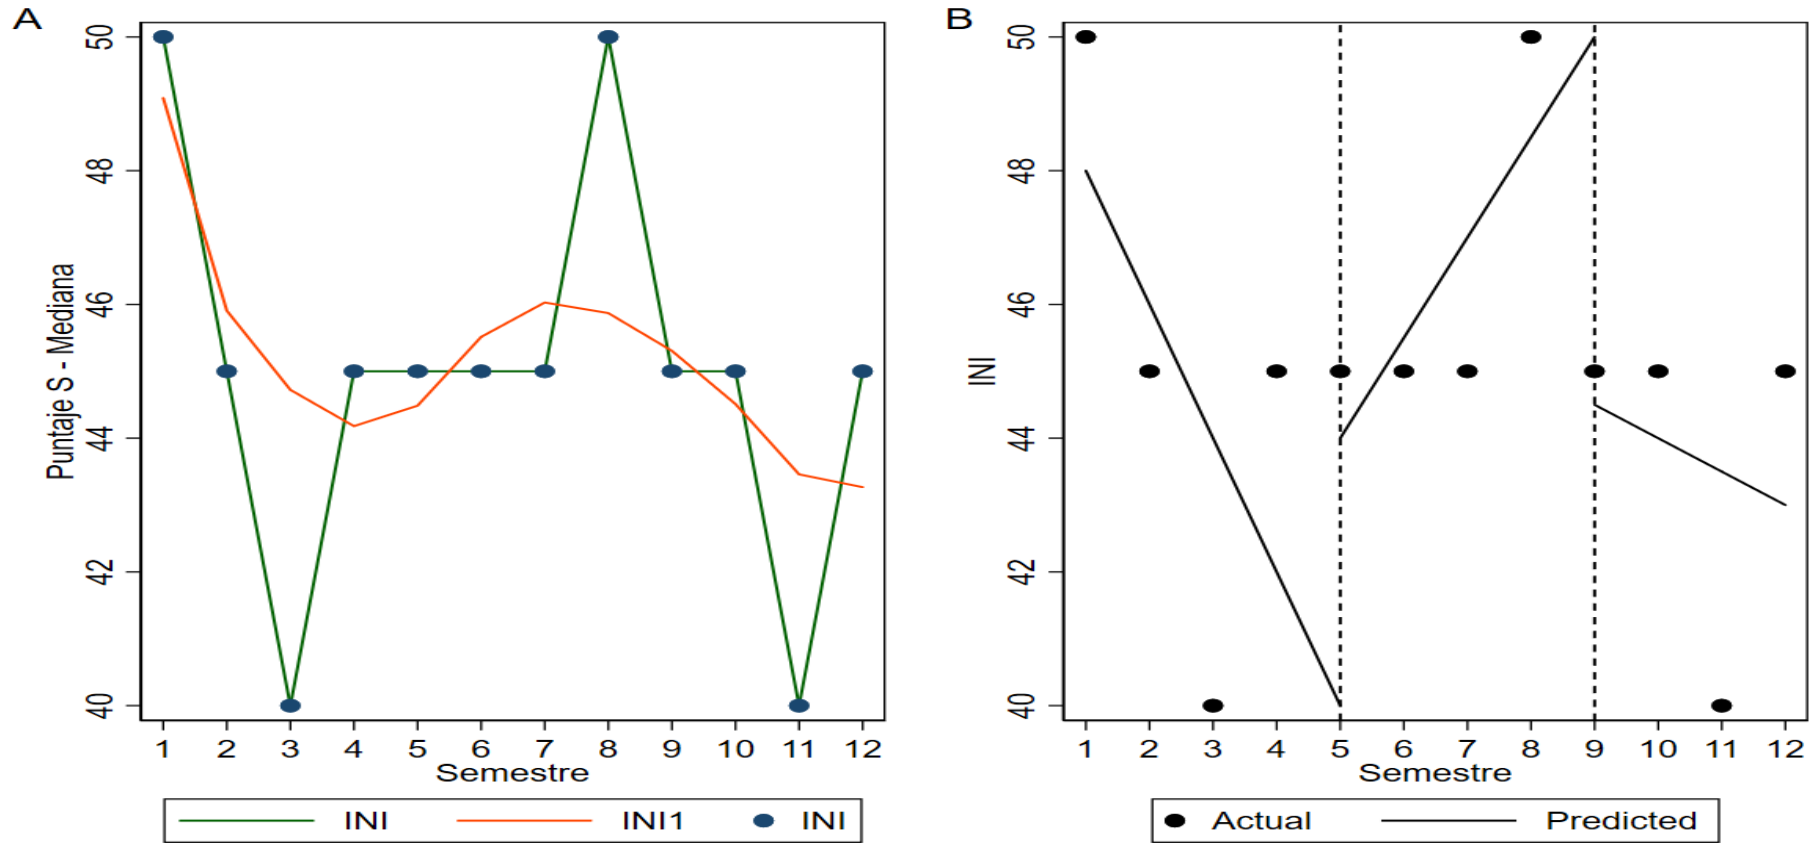 A
Puntaje S - Mediana
50
48
46
44
42
40
1 2 3 4 5 6 7 8 9 10 11 12
Semestre
INI INI1 INI
B
INI
50
48
46
44
42
40
1 2 3 4 5 6 7 8 9 10 11 12
Semestre
Actual Predicted